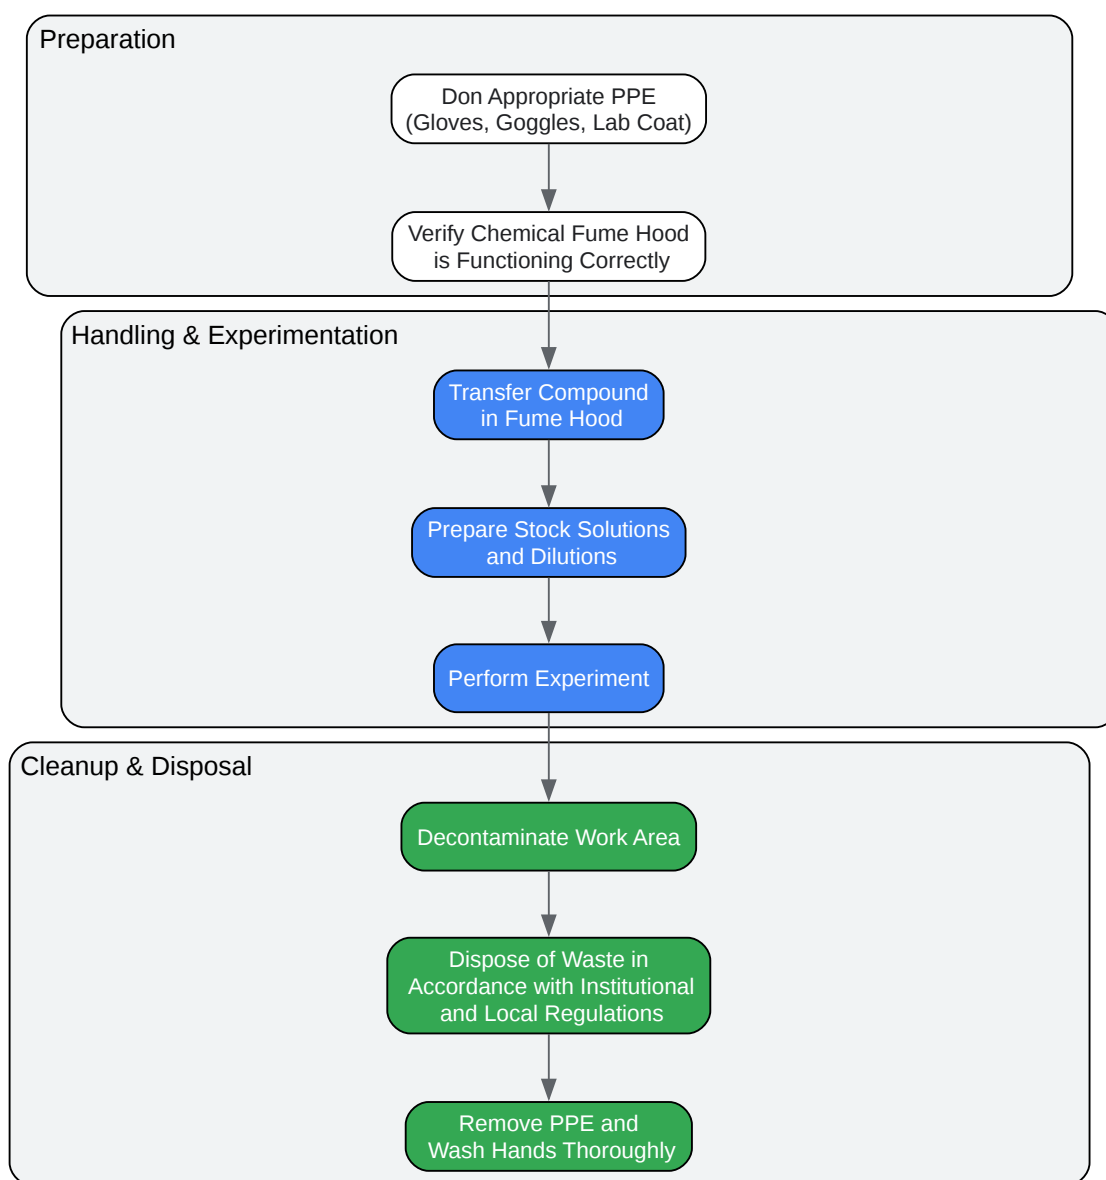 Preparation
Don Appropriate PPE
(Gloves, Goggles, Lab Coat)
Verify Chemical Fume Hood
is Functioning Correctly
Handling & Experimentation
Transfer Compound
in Fume Hood
Prepare Stock Solutions
and Dilutions
Perform Experiment
Cleanup & Disposal
Decontaminate Work Area
Dispose of Waste in
Accordance with Institutional
and Local Regulations
Remove PPE and
Wash Hands Thoroughly